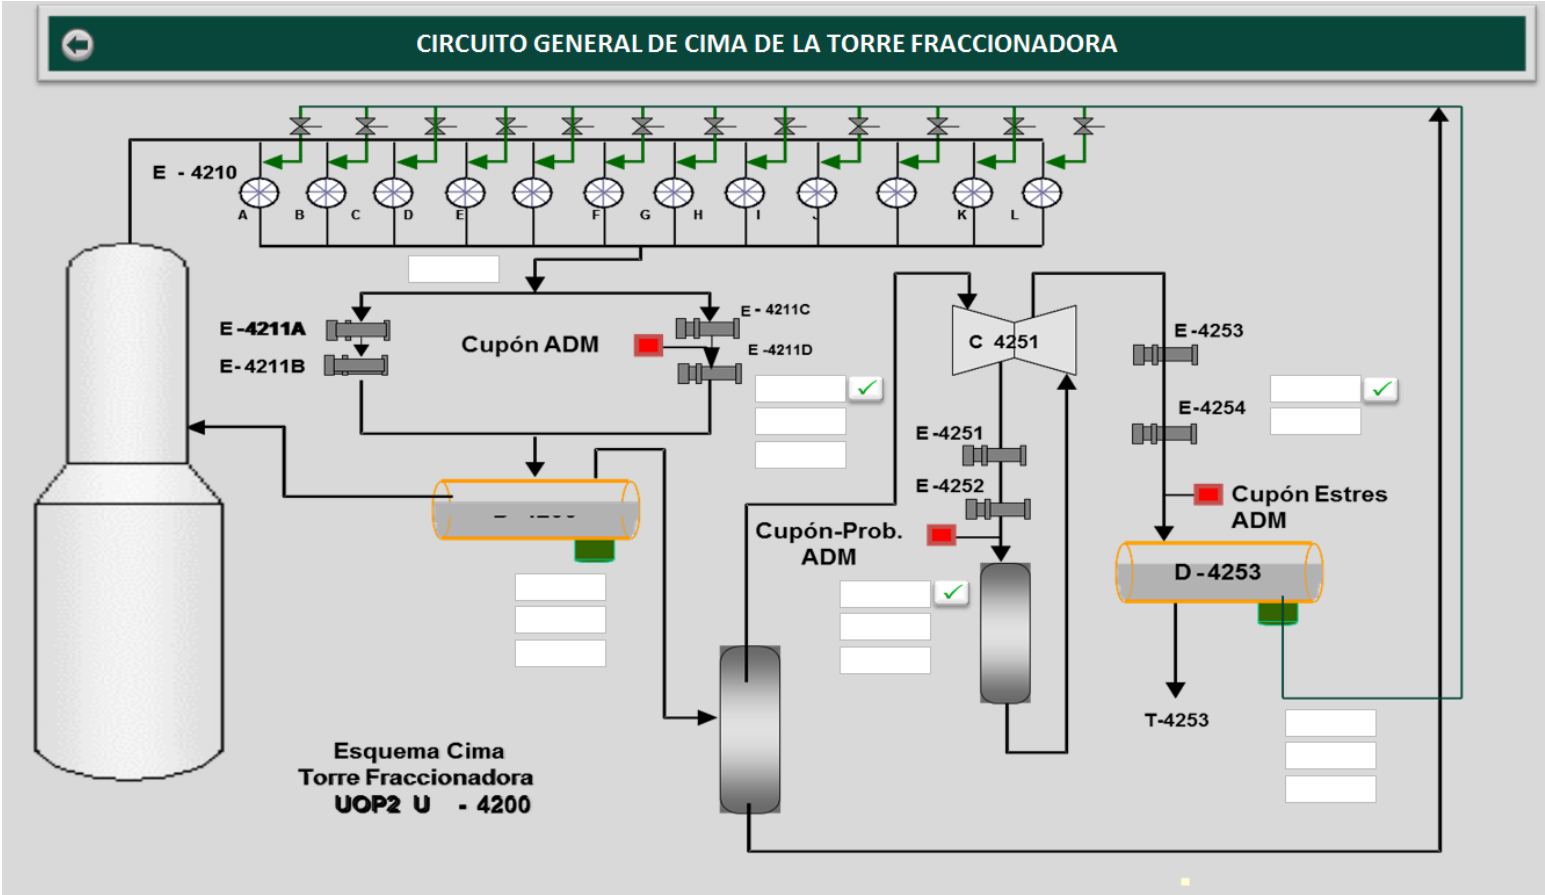 CIRCUITO GENERAL DE CIMA DE LA TORRE FRACCIONADORA
E - 4210
A B C D E F G H I J K L
E-4211A
E-4211B
Cupón ADM
E- 4211C
E -4211D
C 4251
E-4253
E-4254
E-4251
E-4252
Cupón-Prob.
ADM
Cupón Estres
ADM
D-4253
T-4253
Esquema Cima
Torre Fraccionadora
UOP2 U - 4200